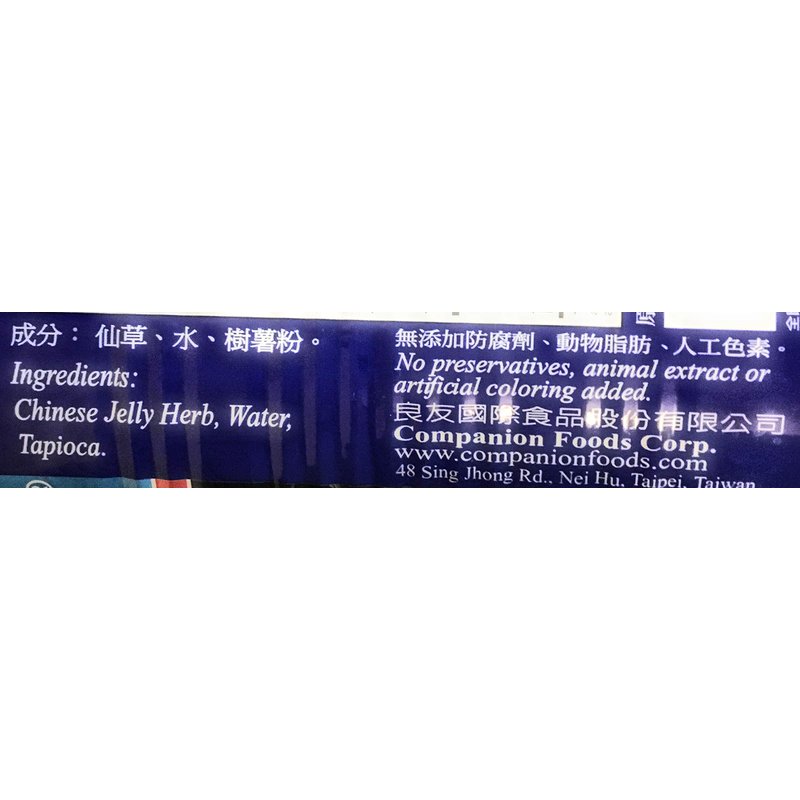 成分：仙草、水、樹薯粉。
Ingredients:
Chinese Jelly Herb, Water,
Tapioca.
無添加防腐劑、動物脂肪、人工色素。
No preservatives, animal extract or
artificial coloring added.
良友國際食品股份有限公司
Companion Foods Corp.
www.companionfoods.com
48 Sing Jhong Rd., Nei Hu, Taipei, Taiwan